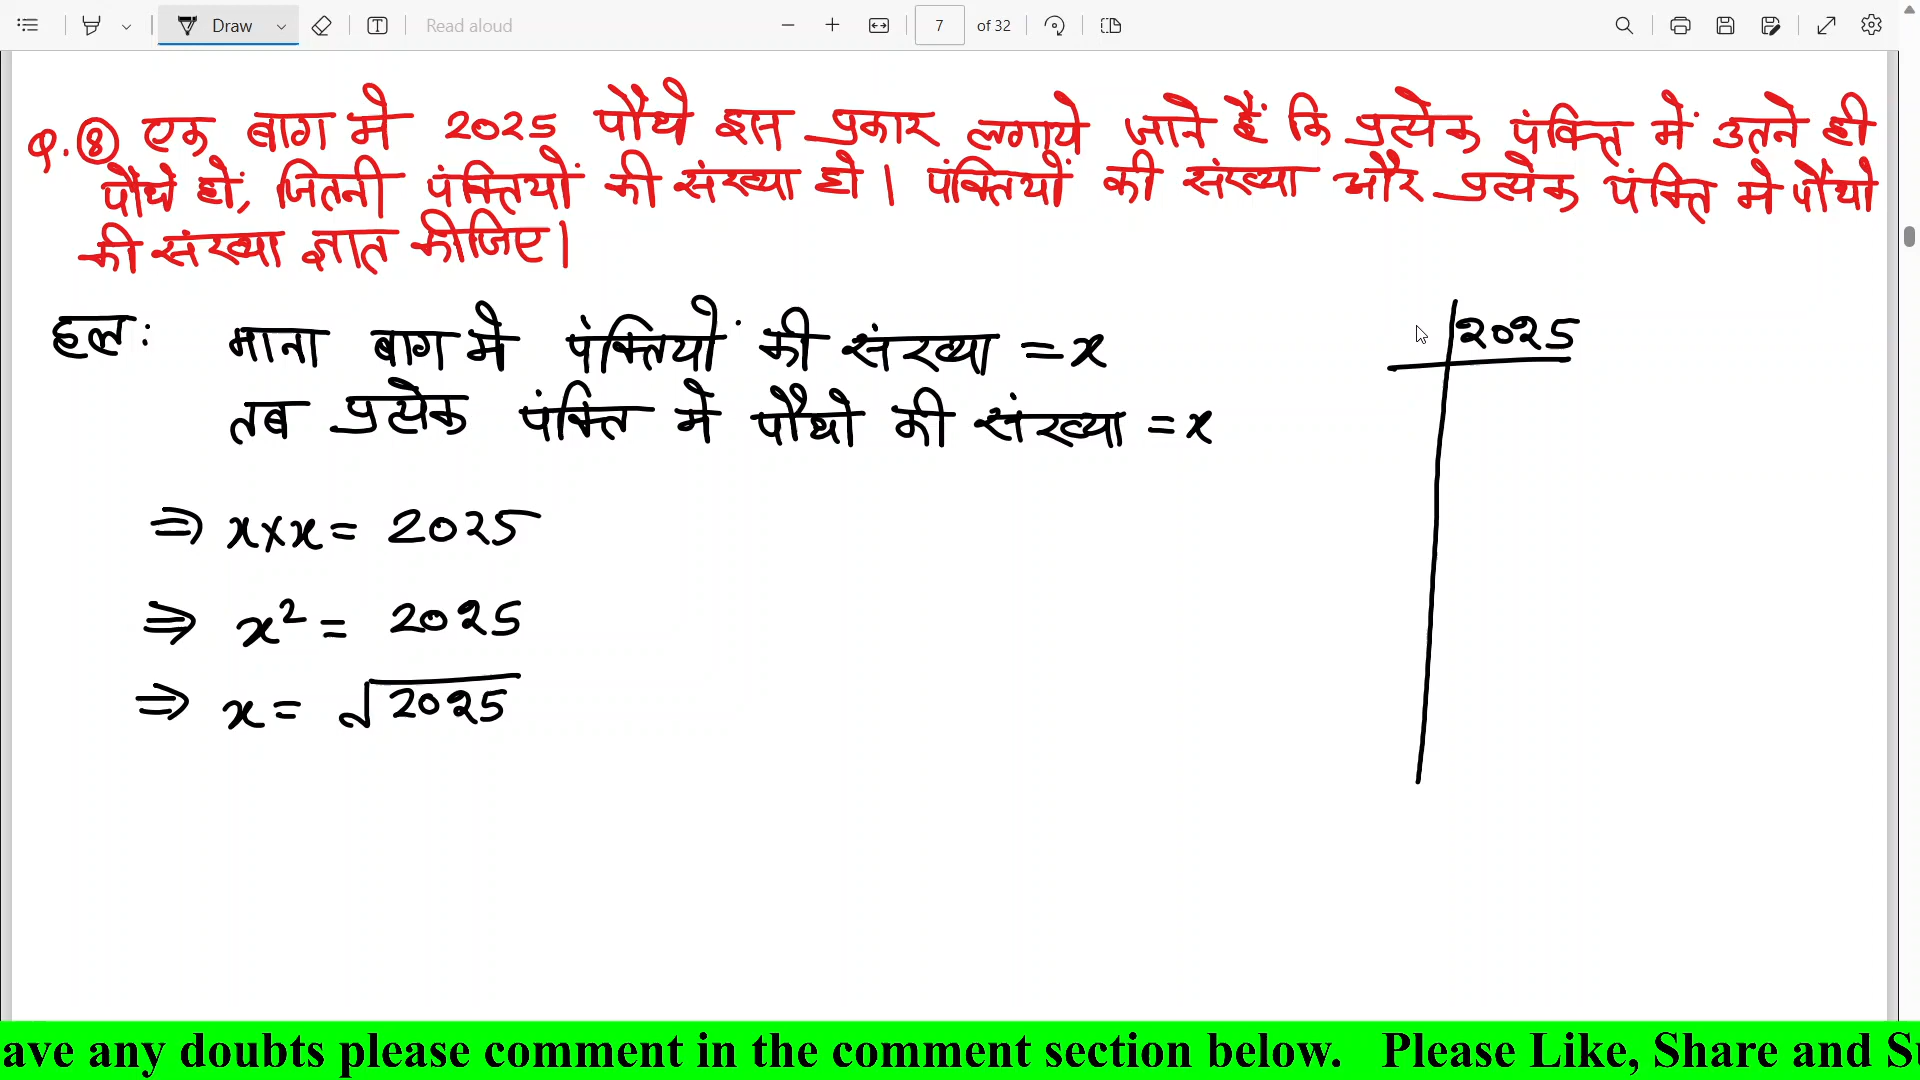 Draw
Read aloud
7 of 32
Q.⑧ एक बाग में 2025 पौधे इस प्रकार लगाये जाने हैं कि प्रत्येक पंक्ति में उतने ही
पौधे हों, जितनी पंक्तियों की संख्या हो। पंक्तियों की संख्या और प्रत्येक पंक्ति मे पौधों
की संख्या ज्ञात कीजिए।
हल: माना बाग में पंक्तियों की संख्या = x
तब प्रत्येक पंक्ति में पौधों की संख्या = x
2025
⇒ x×x = 2025
⇒ x² = 2025
⇒ x = √2025
ave any doubts please comment in the comment section below. Please Like, Share and S